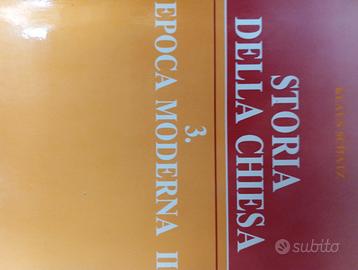 KLAUS SCHATZ
STORIA
DELLA CHIESA
3.
EPOCA MODERNA II
subito